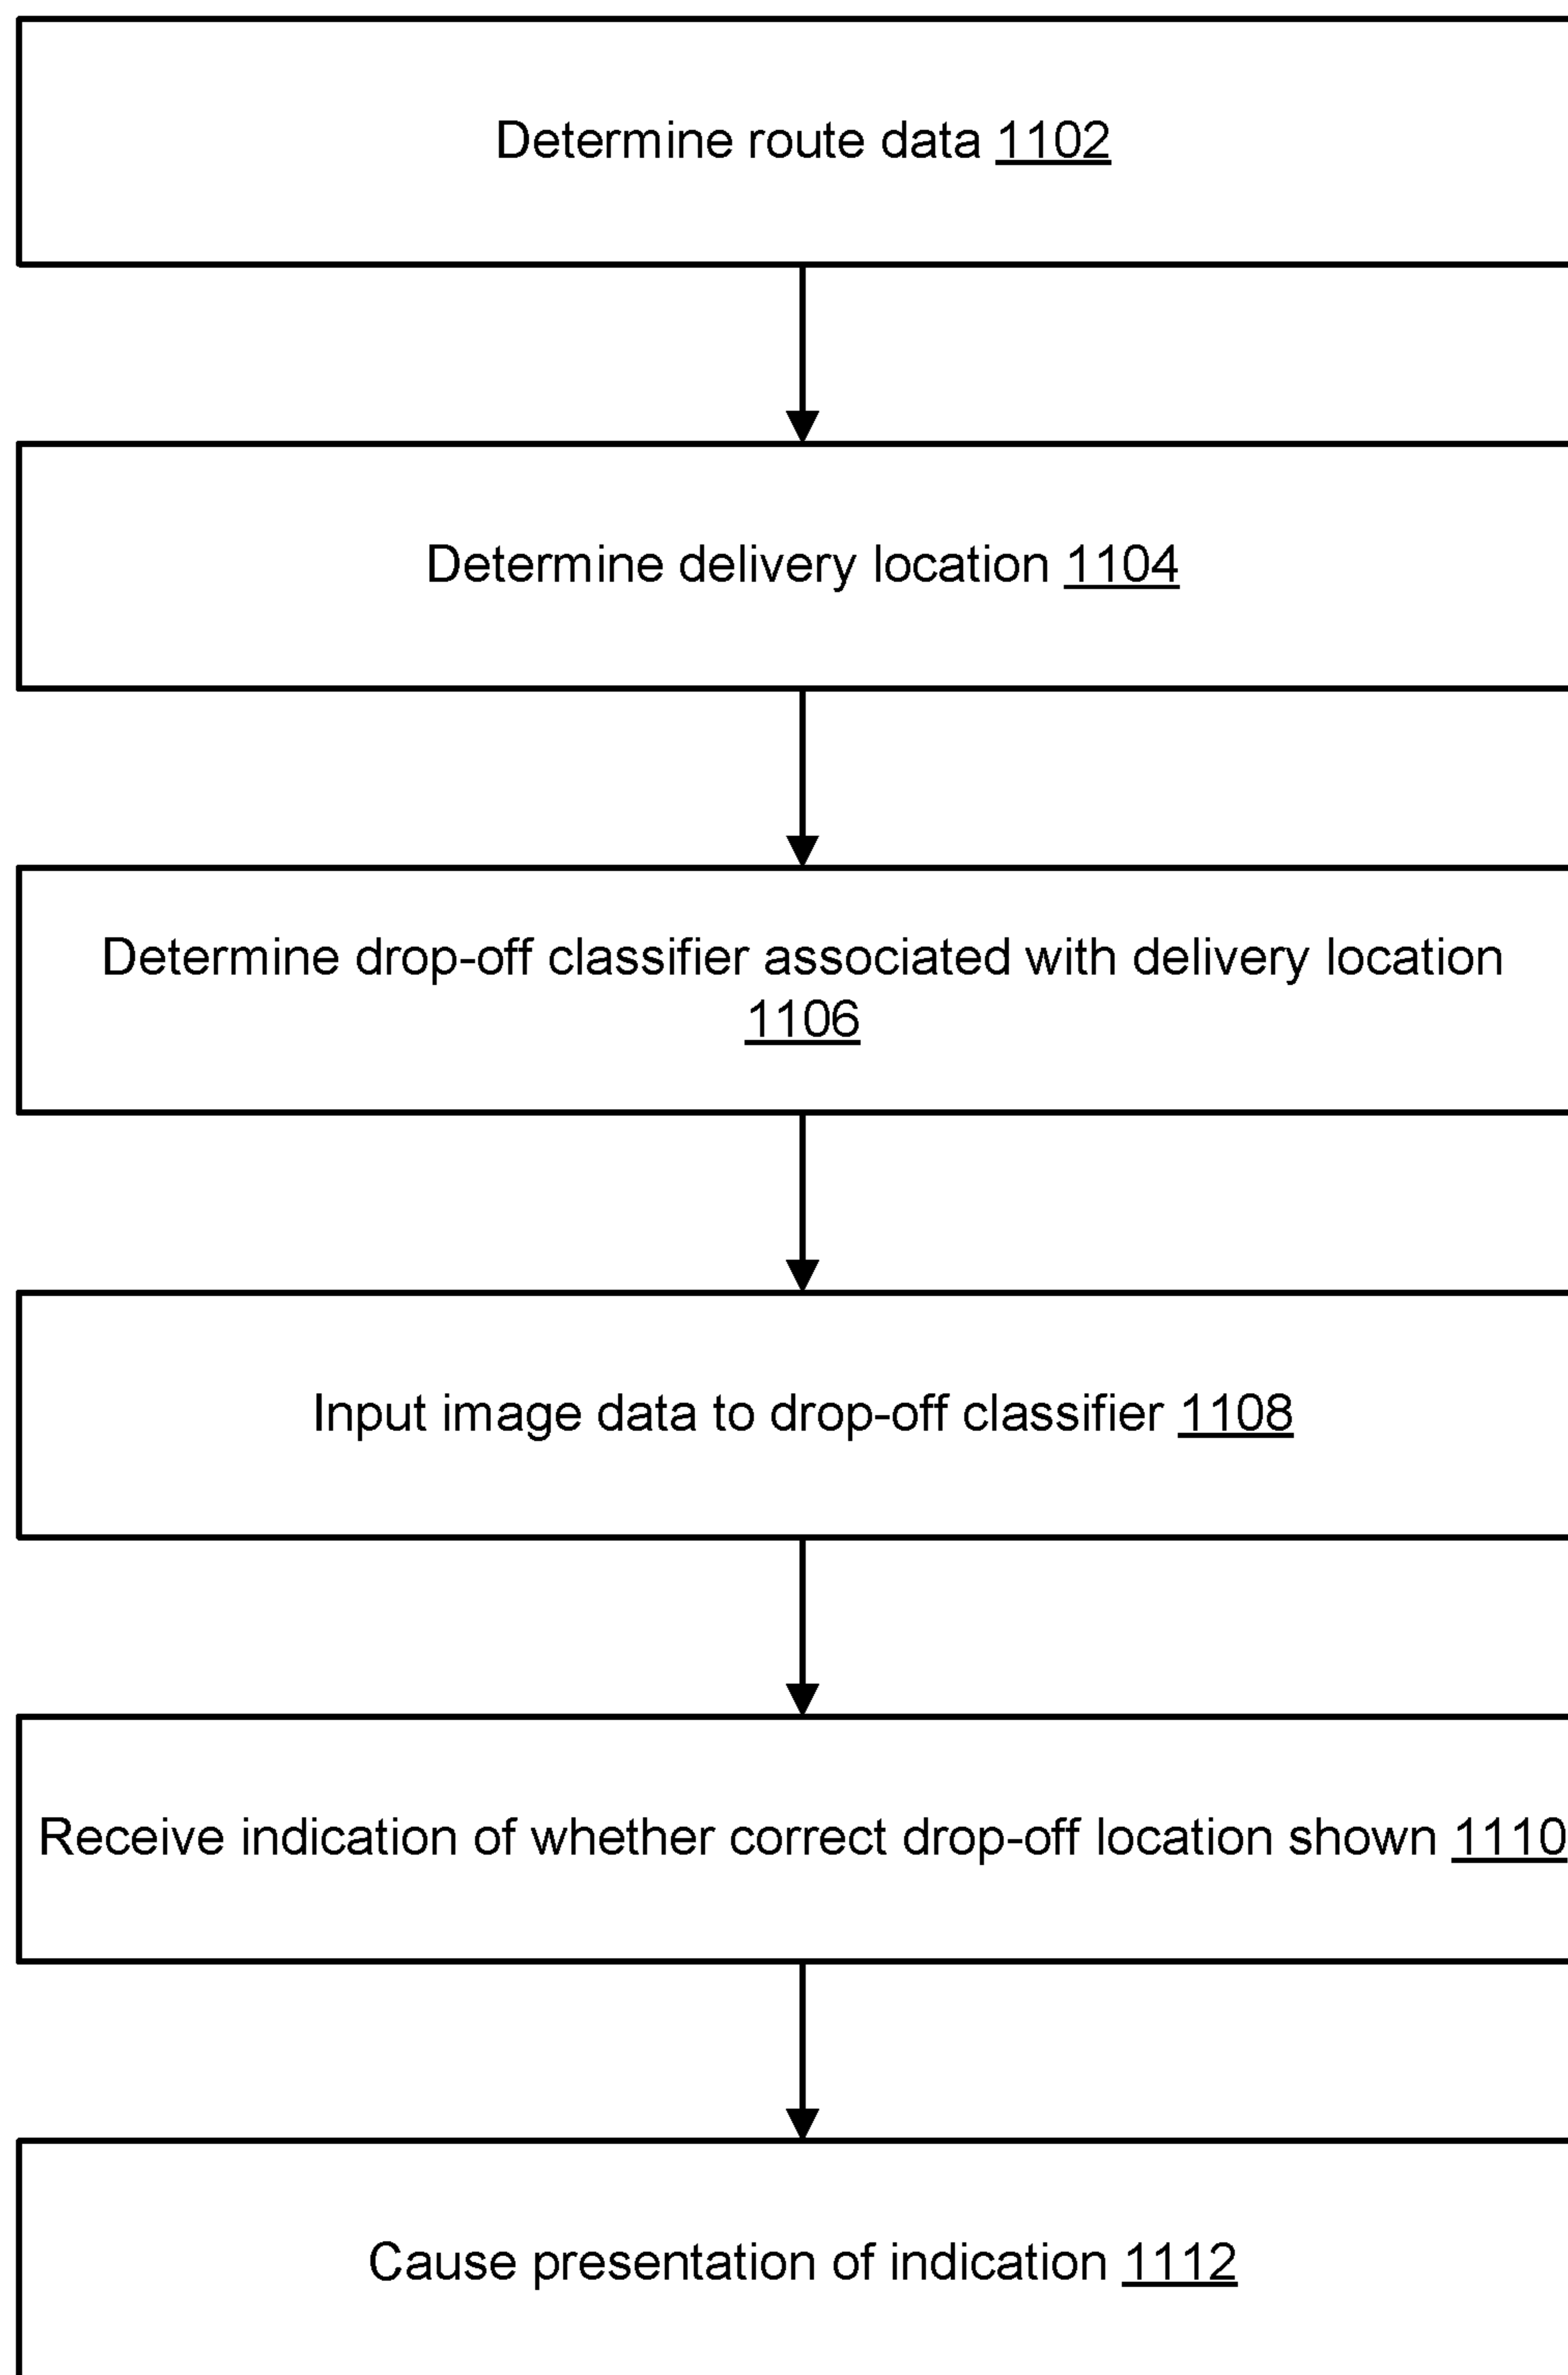 Determine route data 1102
Determine delivery location 1104
Determine drop-off classifier associated with delivery location
1106
Input image data to drop-off classifier 1108
Receive indication of whether correct drop-off location shown 1110
Cause presentation of indication 1112